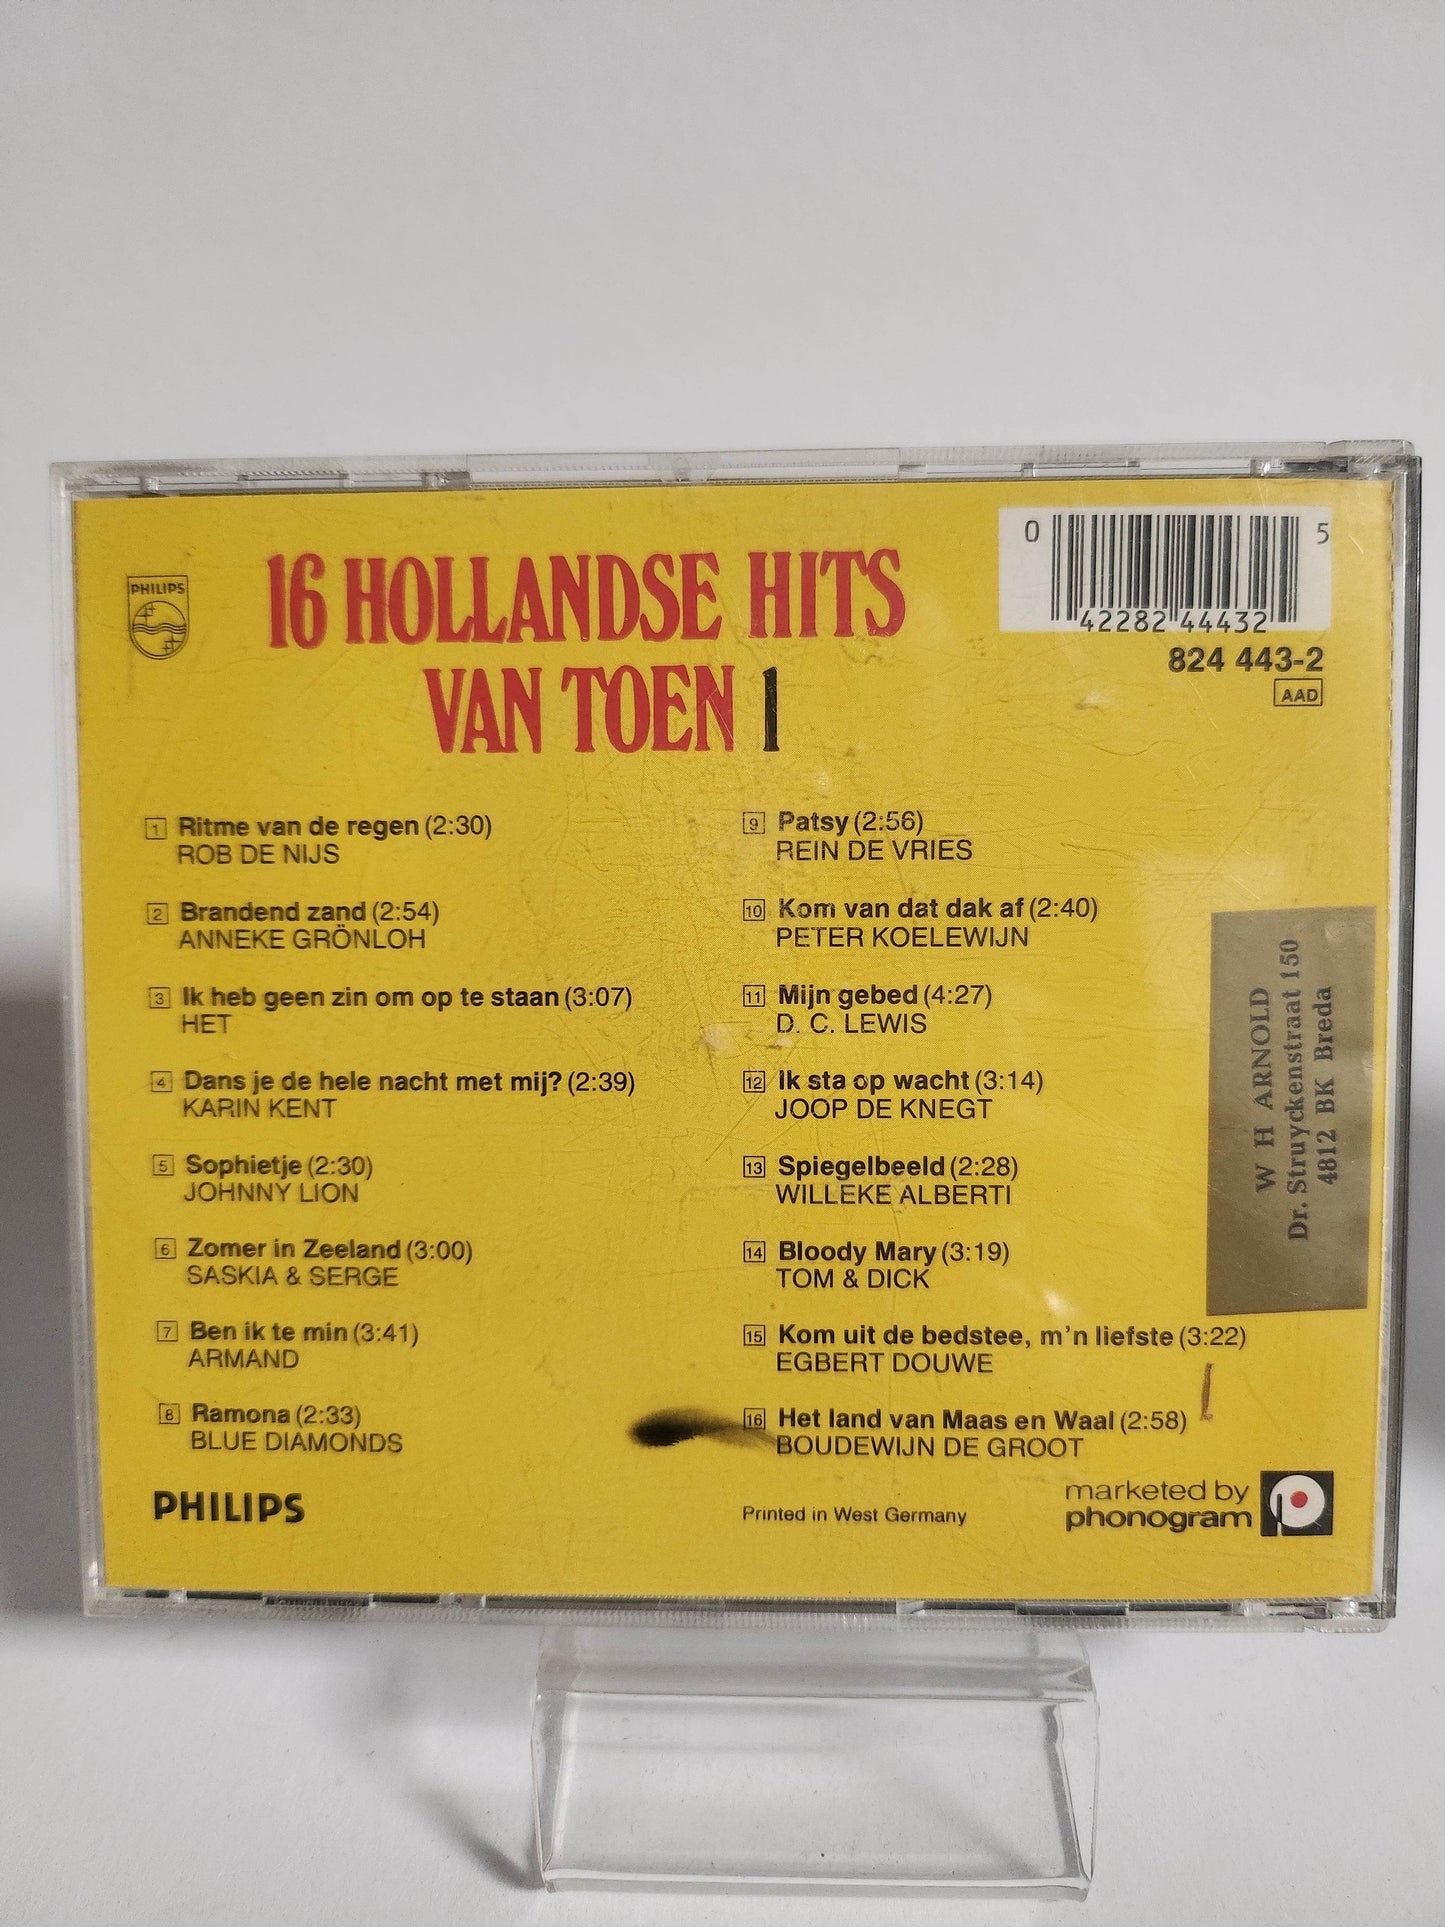 PHILIPS
16 HOLLANDSE HITS
VAN TOEN 1
0 42282 44432 5
824 443-2
AAD
1 Ritme van de regen (2:30)
ROB DE NIJS
2 Brandend zand (2:54)
ANNEKE GRÖNLOH
3 Ik heb geen zin om op te staan (3:07)
HET
4 Dans je de hele nacht met mij? (2:39)
KARIN KENT
5 Sophietje (2:30)
JOHNNY LION
6 Zomer in Zeeland (3:00)
SASKIA & SERGE
7 Ben ik te min (3:41)
ARMAND
8 Ramona (2:33)
BLUE DIAMONDS
9 Patsy (2:56)
REIN DE VRIES
10 Kom van dat dak af (2:40)
PETER KOELEWIJN
11 Mijn gebed (4:27)
D. C. LEWIS
12 Ik sta op wacht (3:14)
JOOP DE KNEGT
13 Spiegelbeeld (2:28)
WILLEKE ALBERTI
14 Bloody Mary (3:19)
TOM & DICK
15 Kom uit de bedstee, m'n liefste (3:22)
EGBERT DOUWE
16 Het land van Maas en Waal (2:58)
BOUDEWIJN DE GROOT
W H ARNOLD
Dr. Struyckenstraat 150
4812 BK Breda
PHILIPS
Printed in West Germany
marketed by
phonogram